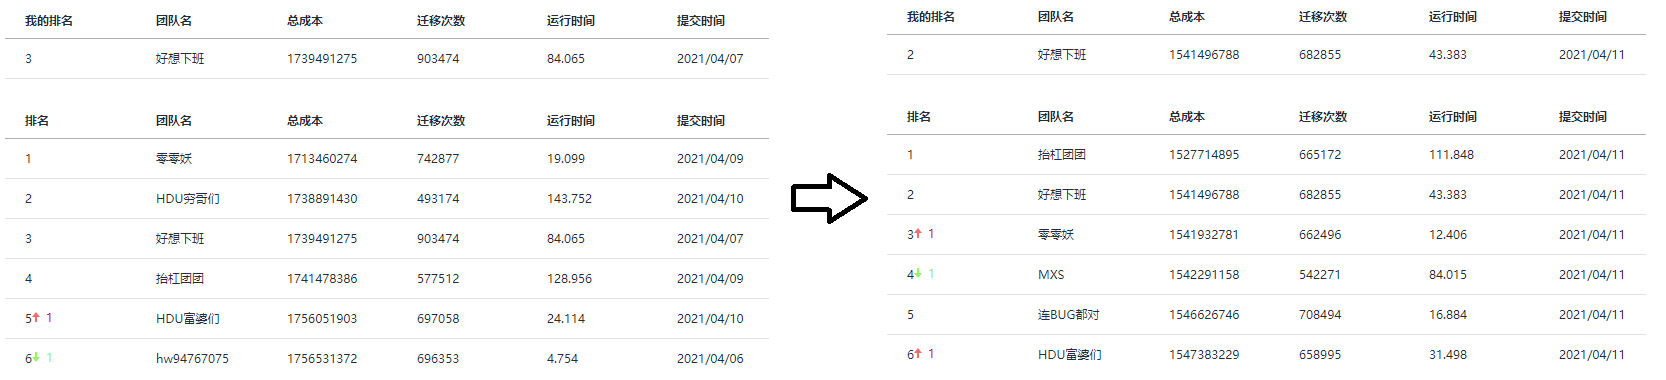 我的排名 团队名 总成本 迁移次数 运行时间 提交时间
3 好想下班 1739491275 903474 84.065 2021/04/07
排名 团队名 总成本 迁移次数 运行时间 提交时间
1 零零妖 1713460274 742877 19.099 2021/04/09
2 HDU穷哥们 1738891430 493174 143.752 2021/04/10
3 好想下班 1739491275 903474 84.065 2021/04/07
4 抬杠团团 1741478386 577512 128.956 2021/04/09
5 1 HDU富婆们 1756051903 697058 24.114 2021/04/10
6 1 hw94767075 1756531372 696353 4.754 2021/04/06
我的排名 团队名 总成本 迁移次数 运行时间 提交时间
2 好想下班 1541496788 682855 43.383 2021/04/11
排名 团队名 总成本 迁移次数 运行时间 提交时间
1 抬杠团团 1527714895 665172 111.848 2021/04/11
2 好想下班 1541496788 682855 43.383 2021/04/11
3 1 零零妖 1541932781 662496 12.406 2021/04/11
4 1 MXS 1542291158 542271 84.015 2021/04/11
5 连BUG都对 1546626746 708494 16.884 2021/04/11
6 1 HDU富婆们 1547383229 658995 31.498 2021/04/11